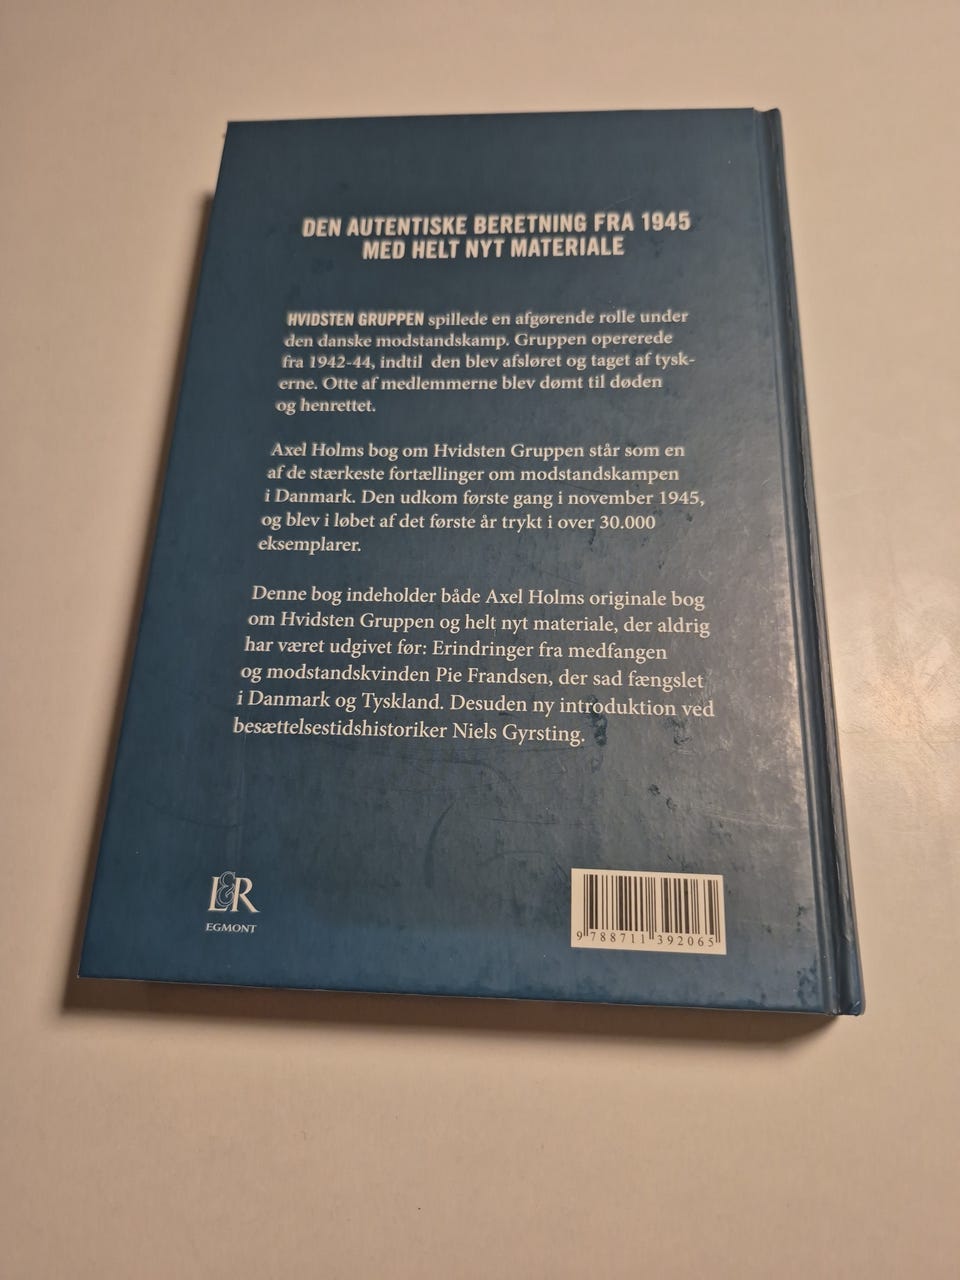 DEN AUTENTISKE BERETNING FRA 1945
MED HELT NYT MATERIALE
HVIDSTEN GRUPPEN spillede en afgørende rolle under
den danske modstandskamp. Gruppen opererede
fra 1942-44, indtil den blev afsløret og taget af tysk-
erne. Otte af medlemmerne blev dømt til døden
og henrettet.
Axel Holms bog om Hvidsten Gruppen står som en
af de stærkeste fortællinger om modstandskampen
i Danmark. Den udkom første gang i november 1945,
og blev i løbet af det første år trykt i over 30.000
eksemplarer.
Denne bog indeholder både Axel Holms originale bog
om Hvidsten Gruppen og helt nyt materiale, der aldrig
har været udgivet før: Erindringer fra medfangen
og modstandskvinden Pie Frandsen, der sad fængslet
i Danmark og Tyskland. Desuden ny introduktion ved
besættelsestidshistoriker Niels Gyrsting.
L&R
EGMONT
9 788711 392065